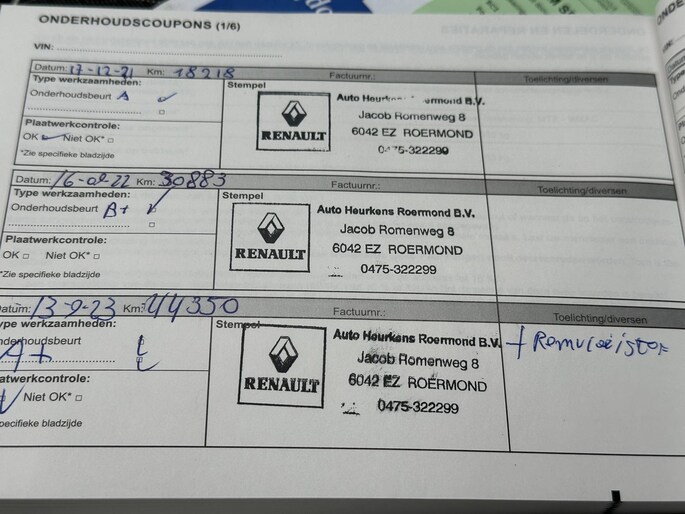 ONDERHOUDSCOUPONS (1/6)
VIN:
Datum: 17-12-21 Km: 18218 Factuurnr.: Toelichting/diversen
Type werkzaamheden:
Stempel
Onderhoudsbeurt A
Plaatwerkcontrole:
OK Niet OK*
*Zie specifieke bladzijde
RENAULT
Auto Heurkens Roermond B.V.
Jacob Romenweg 8
6042 EZ ROERMOND
0475-322299
Datum: 16-02-22 Km: 30883 Factuurnr.: Toelichting/diversen
Type werkzaamheden:
Stempel
Onderhoudsbeurt B+
Plaatwerkcontrole:
OK Niet OK*
*Zie specifieke bladzijde
RENAULT
Auto Heurkens Roermond B.V.
Jacob Romenweg 8
6042 EZ ROERMOND
0475-322299
Datum: 13-9-23 Km: 44350 Factuurnr.: Toelichting/diversen
ype werkzaamheden:
Stempel
nderhoudsbeurt
A+
aatwerkcontrole:
Niet OK*
pecifieke bladzijde
RENAULT
Auto Heurkens Roermond B.V.
Jacob Romenweg 8
6042 EZ ROERMOND
0475-322299
+ Remvloeistof